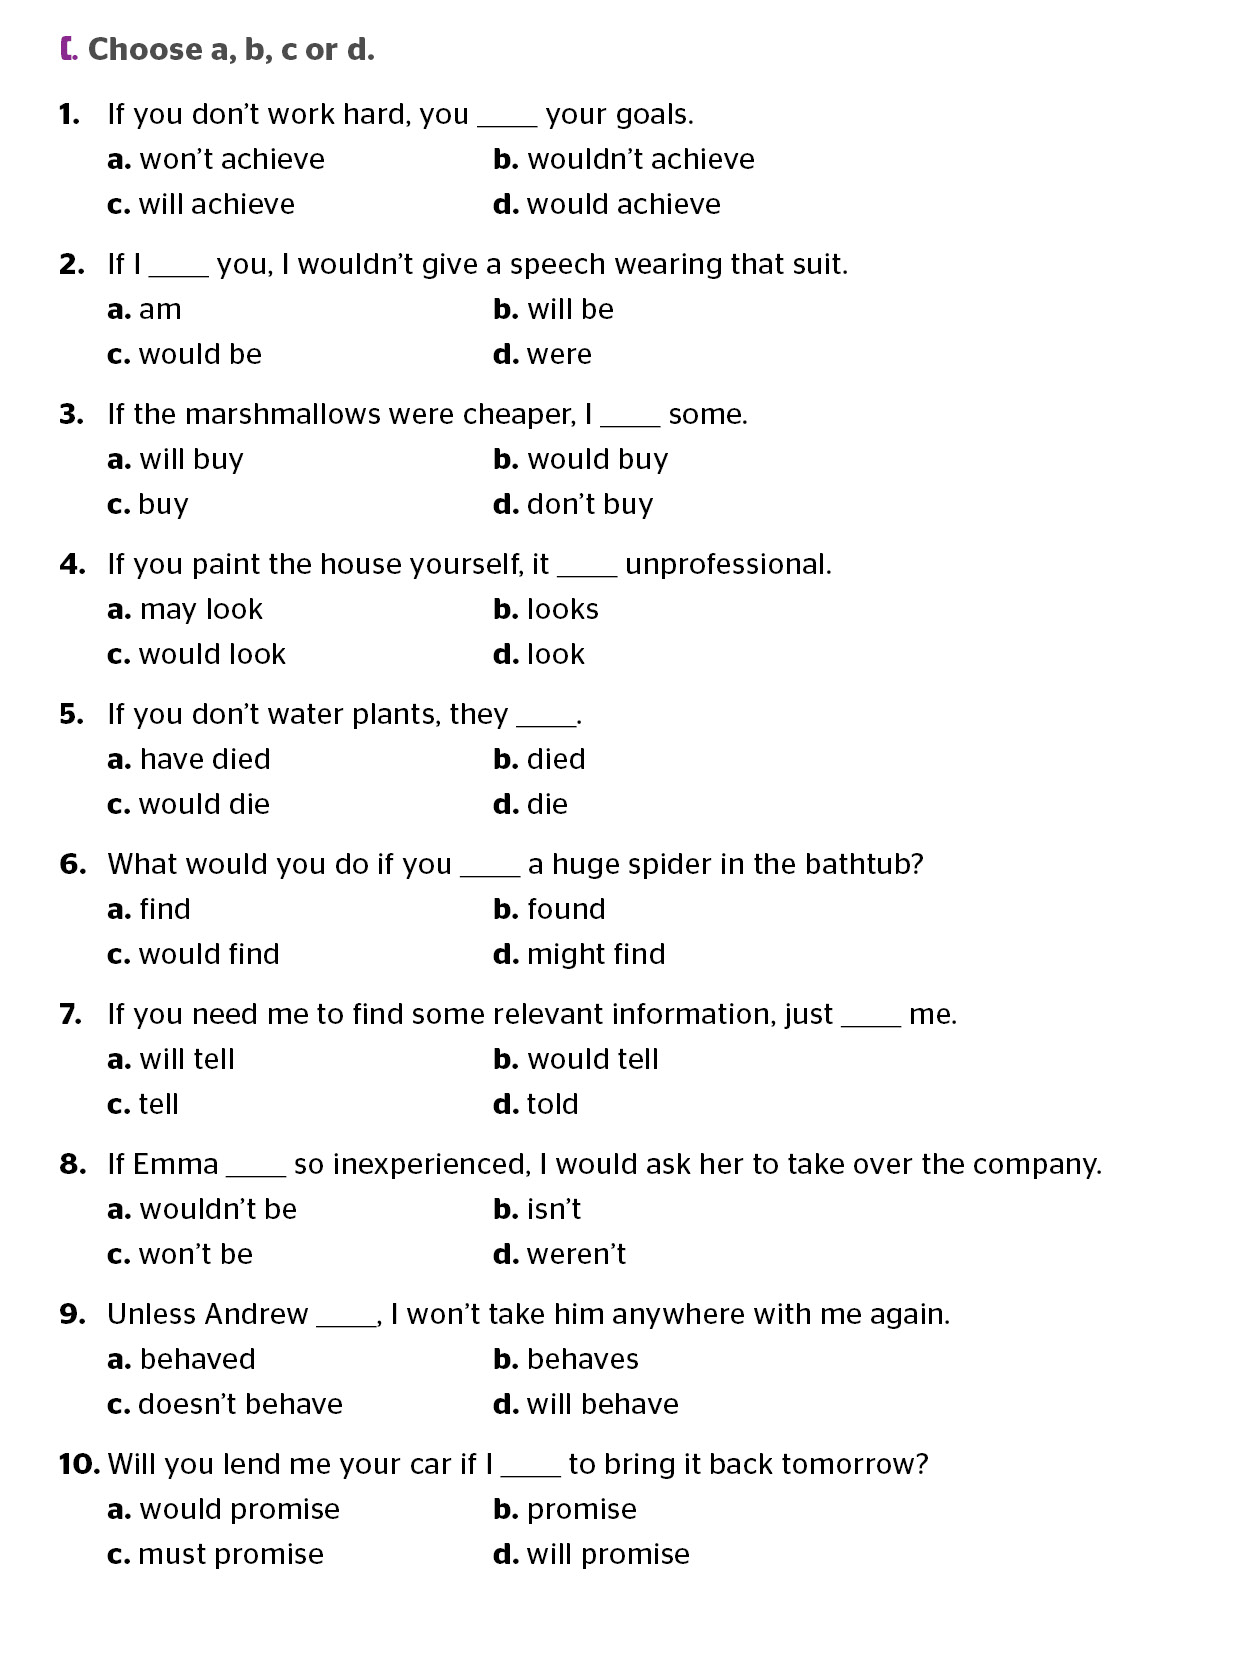 C. Choose a, b, c or d.
1. If you don't work hard, you ____ your goals.
a. won't achieve b. wouldn't achieve
c. will achieve d. would achieve
2. If I ____ you, I wouldn't give a speech wearing that suit.
a. am b. will be
c. would be d. were
3. If the marshmallows were cheaper, I ____ some.
a. will buy b. would buy
c. buy d. don't buy
4. If you paint the house yourself, it ____ unprofessional.
a. may look b. looks
c. would look d. look
5. If you don't water plants, they ____.
a. have died b. died
c. would die d. die
6. What would you do if you ____ a huge spider in the bathtub?
a. find b. found
c. would find d. might find
7. If you need me to find some relevant information, just ____ me.
a. will tell b. would tell
c. tell d. told
8. If Emma ____ so inexperienced, I would ask her to take over the company.
a. wouldn't be b. isn't
c. won't be d. weren't
9. Unless Andrew ____, I won't take him anywhere with me again.
a. behaved b. behaves
c. doesn't behave d. will behave
10. Will you lend me your car if I ____ to bring it back tomorrow?
a. would promise b. promise
c. must promise d. will promise